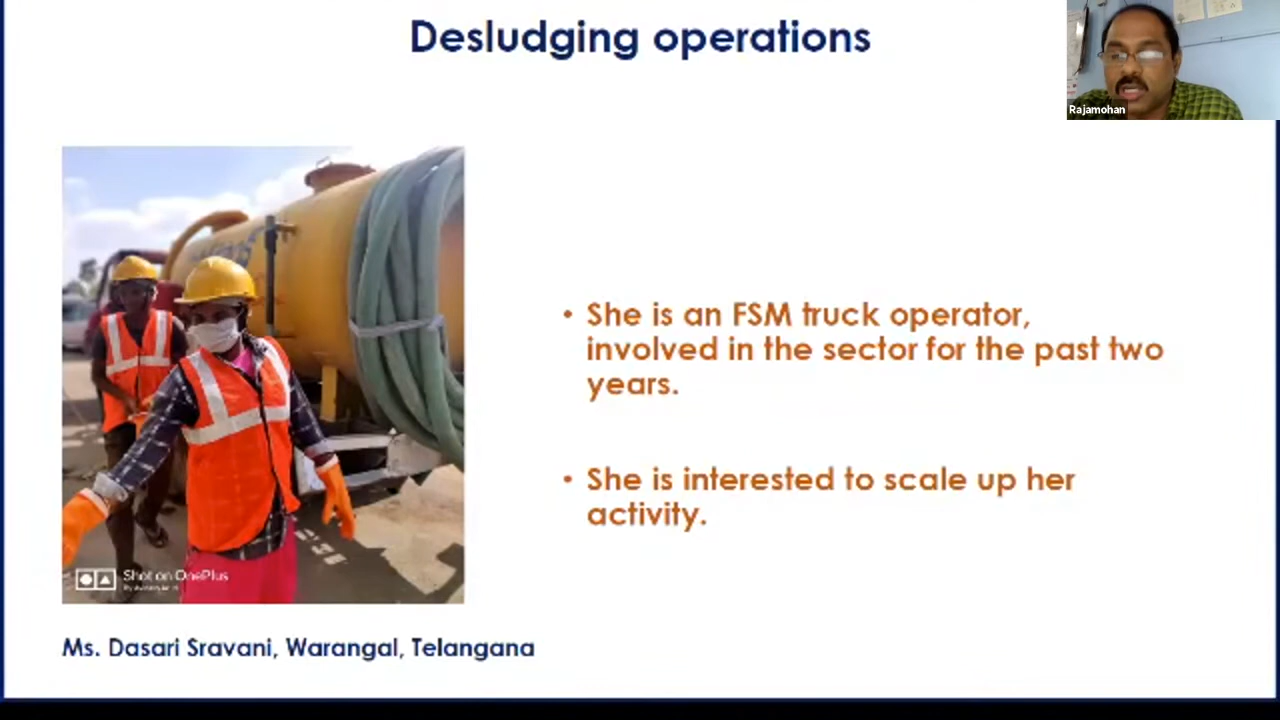 Desludging operations
Rajamohan
• She is an FSM truck operator,
involved in the sector for the past two
years.
• She is interested to scale up her
activity.
Shot on OnePlus
Ms. Dasari Sravani, Warangal, Telangana